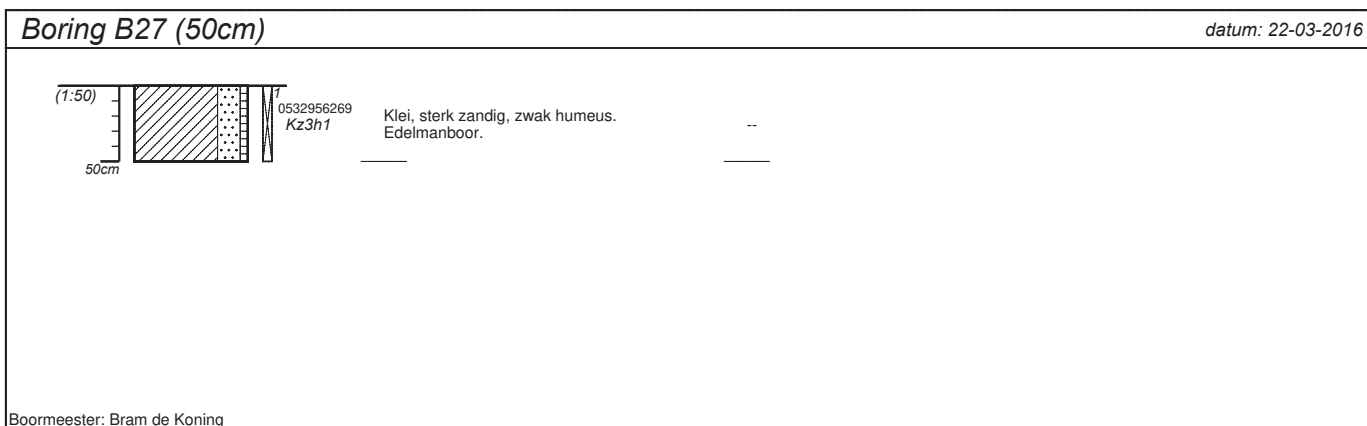 Boring B27 (50cm)
datum: 22-03-2016
(1:50)
1
0532956269
Kz3h1
Klei, sterk zandig, zwak humeus.
Edelmanboor.
--
50cm
Boormeester: Bram de Koning